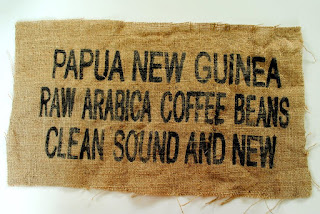 PAPUA NEW GUINEA
RAW ARABICA COFFEE BEANS
CLEAN SOUND AND NEW